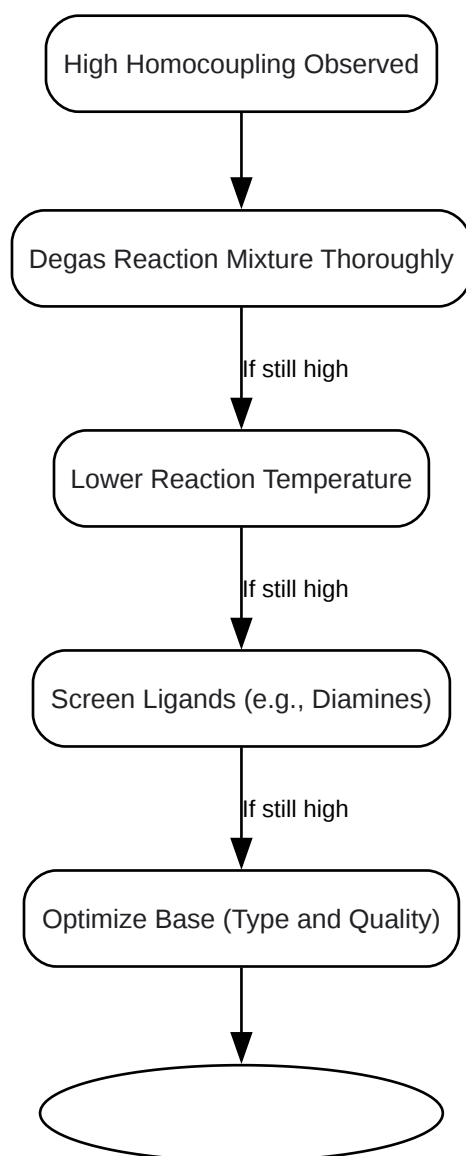 High Homocoupling Observed
Degas Reaction Mixture Thoroughly
If still high
Lower Reaction Temperature
If still high
Screen Ligands (e.g., Diamines)
If still high
Optimize Base (Type and Quality)